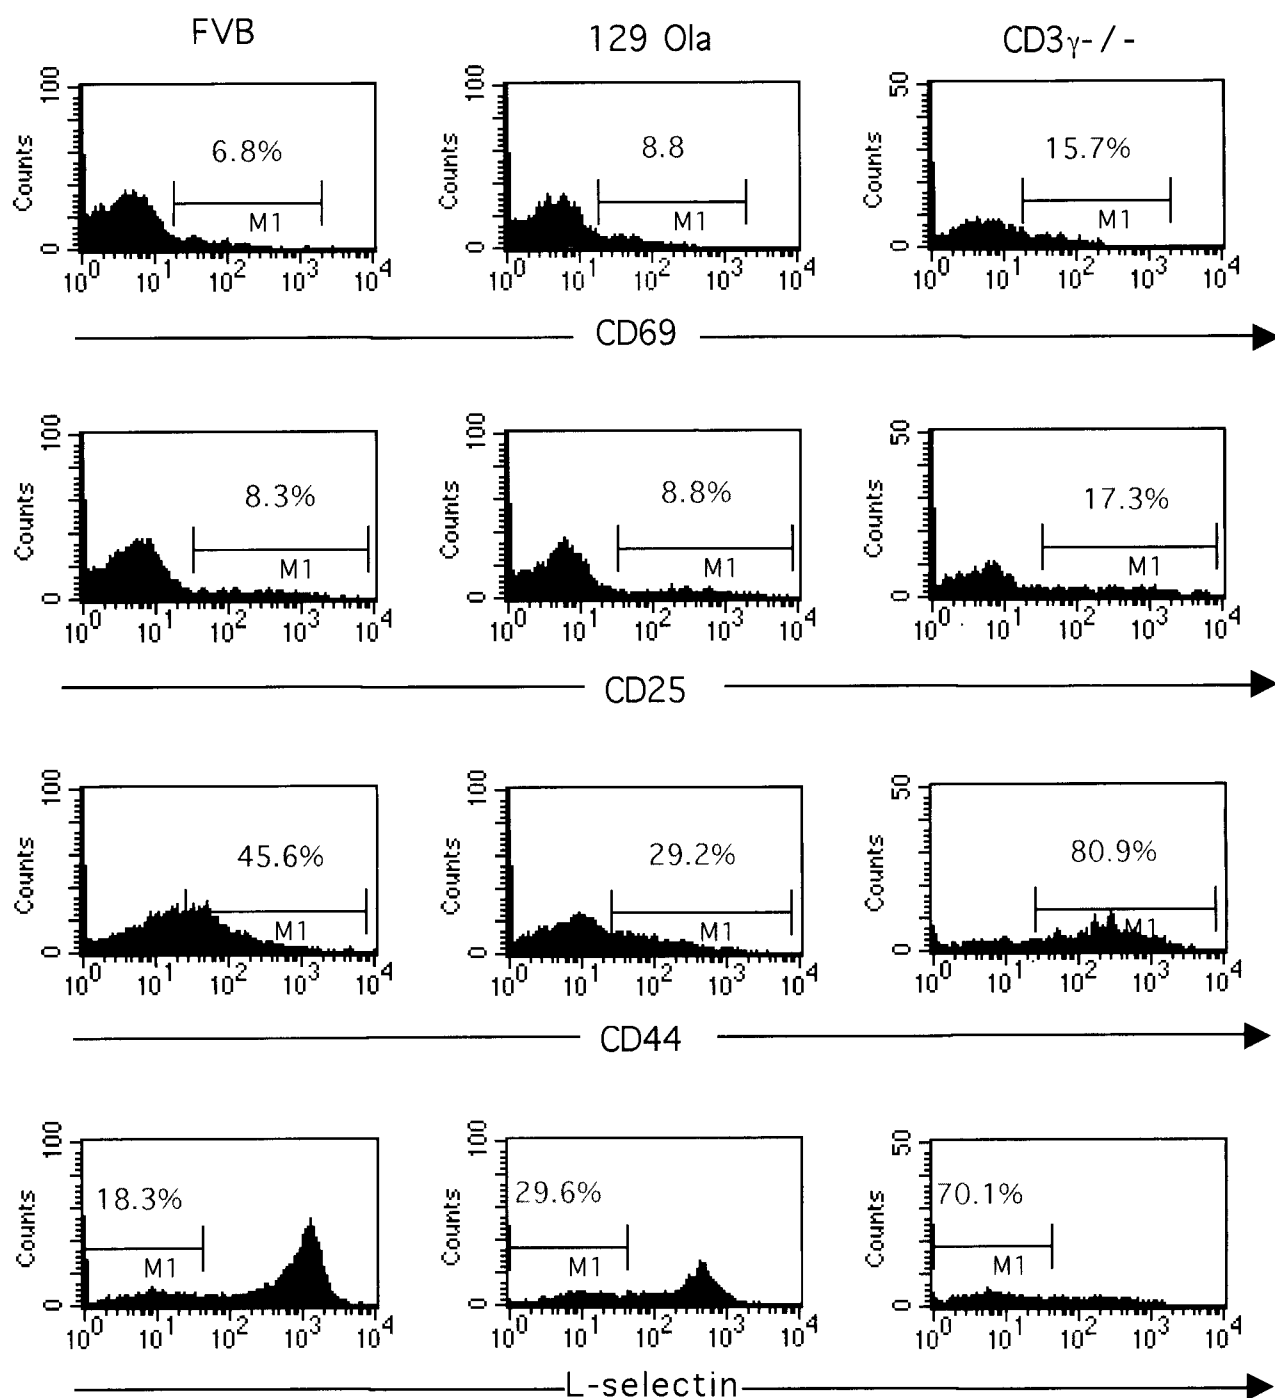 FVB 129 Ola CD3γ-/-
100 100 50
Counts Counts Counts
6.8% 8.8 15.7%
M1 M1 M1
0 0 0
10^0 10^1 10^2 10^3 10^4 10^0 10^1 10^2 10^3 10^4 10^0 10^1 10^2 10^3 10^4
CD69
100 100 50
Counts Counts Counts
8.3% 8.8% 17.3%
M1 M1 M1
0 0 0
10^0 10^1 10^2 10^3 10^4 10^0 10^1 10^2 10^3 10^4 10^0 10^1 10^2 10^3 10^4
CD25
100 100 50
Counts Counts Counts
45.6% 29.2% 80.9%
M1 M1 M1
0 0 0
10^0 10^1 10^2 10^3 10^4 10^0 10^1 10^2 10^3 10^4 10^0 10^1 10^2 10^3 10^4
CD44
100 100 50
Counts Counts Counts
18.3% 29.6% 70.1%
M1 M1 M1
0 0 0
10^0 10^1 10^2 10^3 10^4 10^0 10^1 10^2 10^3 10^4 10^0 10^1 10^2 10^3 10^4
L-selectin